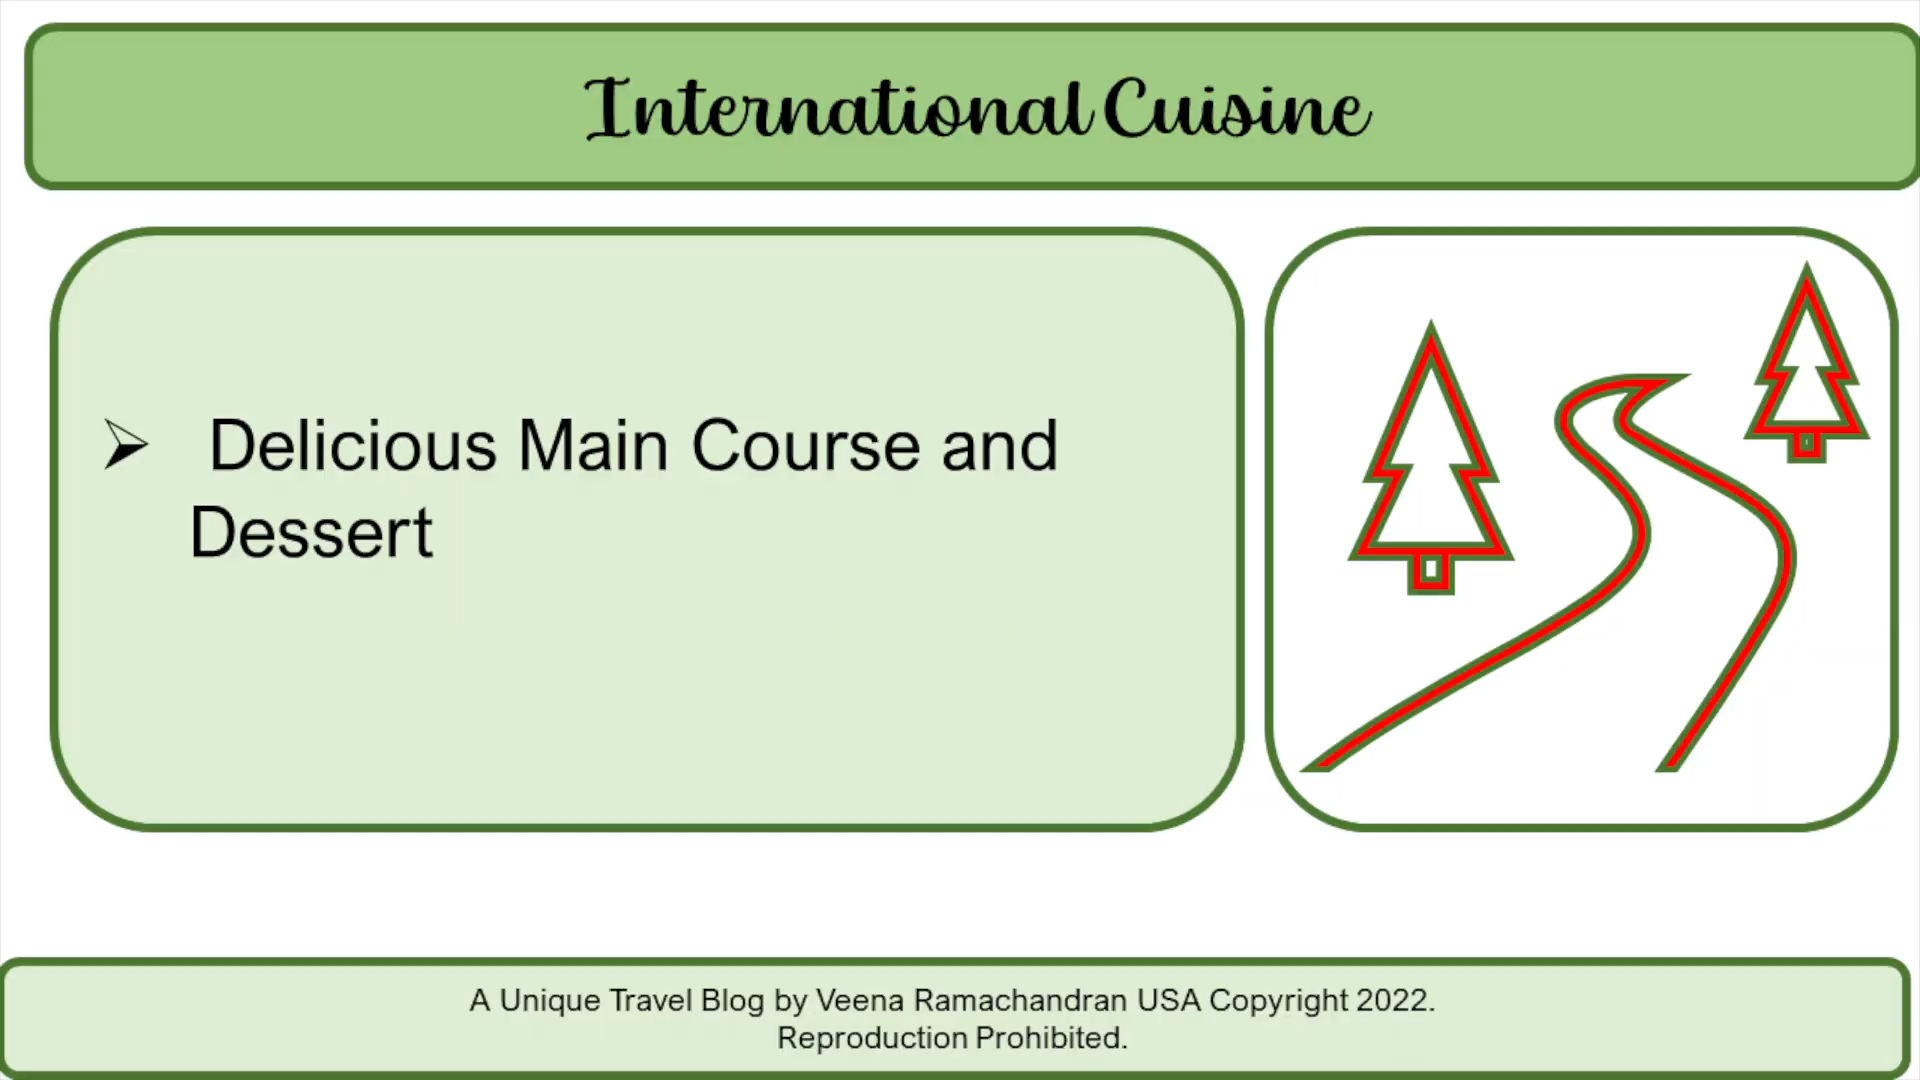 International Cuisine
➢ Delicious Main Course and
Dessert
A Unique Travel Blog by Veena Ramachandran USA Copyright 2022.
Reproduction Prohibited.